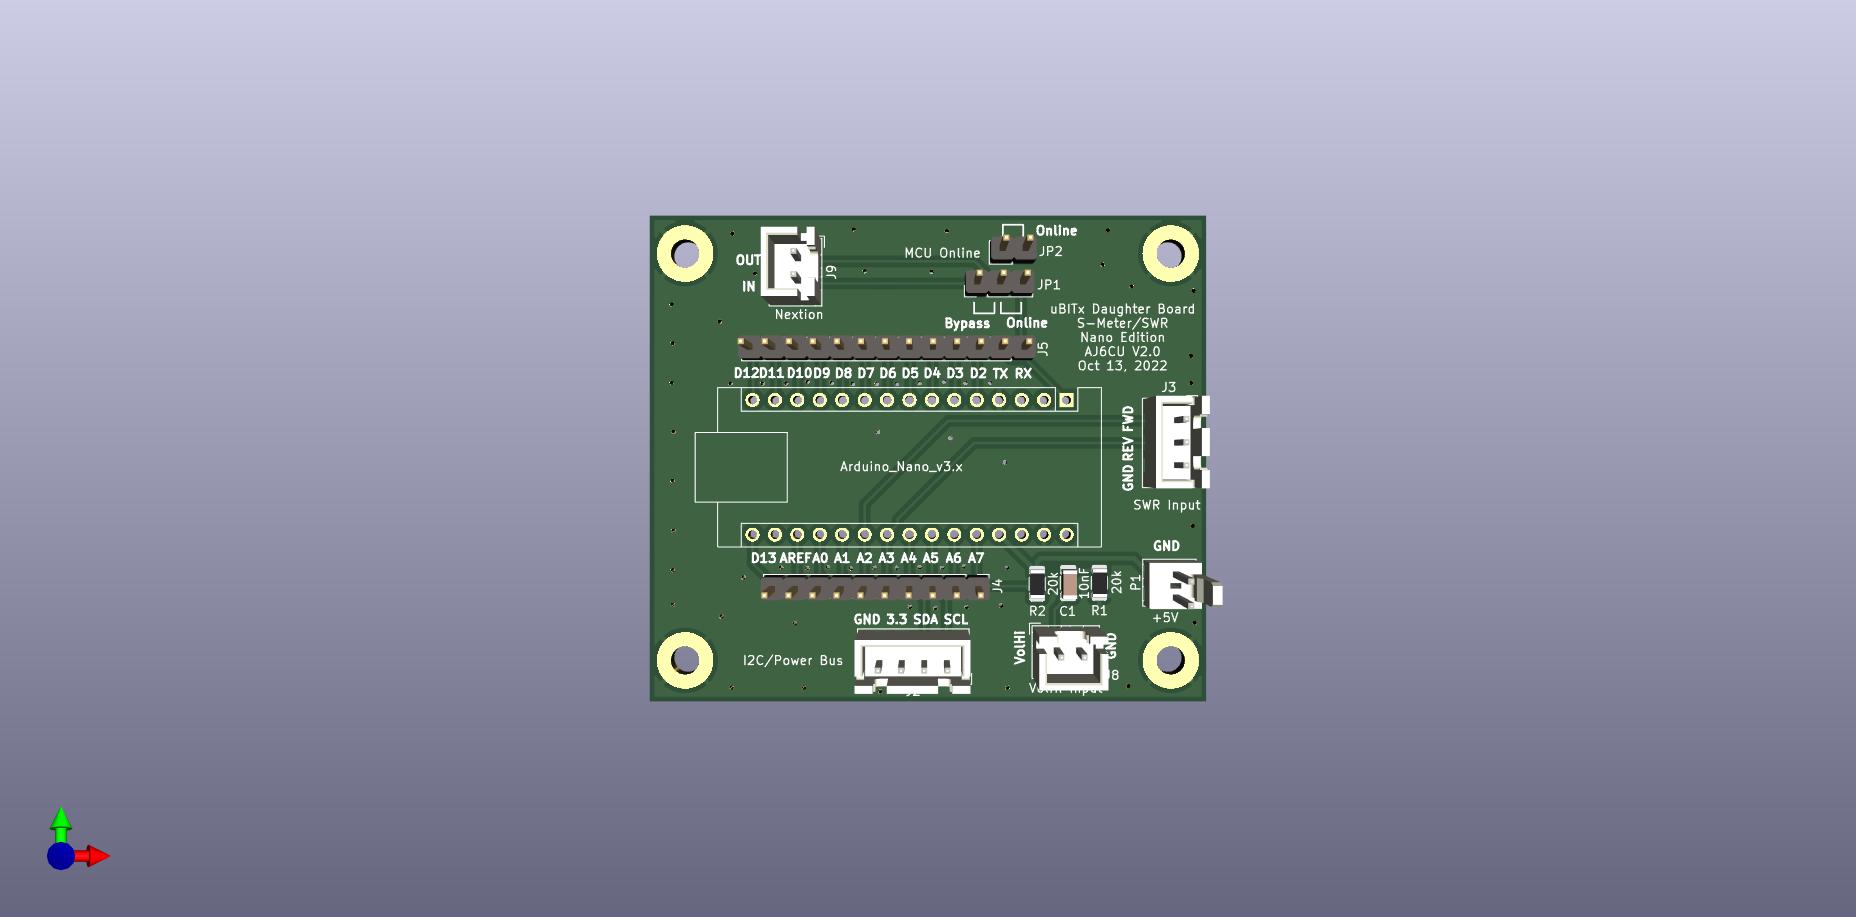 Online
MCU Online
JP2
OUT
IN
J9
Nextion
JP1
Bypass Online
uBITx Daughter Board
S-Meter/SWR
Nano Edition
AJ6CU V2.0
Oct 13, 2022
J5
D12 D11 D10 D9 D8 D7 D6 D5 D4 D3 D2 TX RX
J3
GND REV FWD
SWR Input
Arduino_Nano_v3.x
D13 AREF A0 A1 A2 A3 A4 A5 A6 A7
J4
GND
P1
+5V
20k
10nF
20k
R2 C1 R1
GND 3.3 SDA SCL
I2C/Power Bus
VolHI
GND
Input